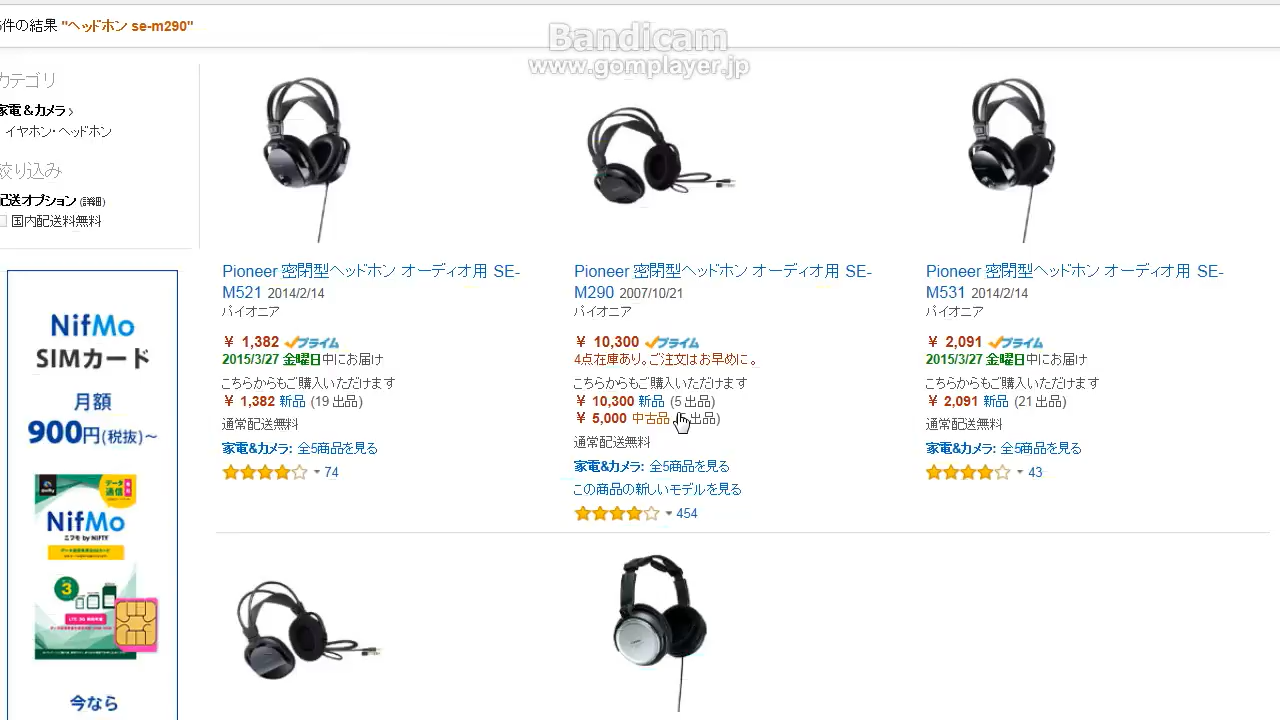 件の結果 "ヘッドホン se-m290"
Bandicam
www.gomplayer.jp
カテゴリ
家電＆カメラ ›
イヤホン・ヘッドホン
絞り込み
配送オプション (詳細)
国内配送料無料
NifMo
SIMカード
月額
900円(税抜)～
データ通信
NifMo
ニフモ by NIFTY
3
今なら
Pioneer 密閉型ヘッドホン オーディオ用 SE-
M521 2014/2/14
パイオニア
￥ 1,382 プライム
2015/3/27 金曜日中にお届け
こちらからもご購入いただけます
￥ 1,382 新品 (19 出品)
通常配送無料
家電&カメラ: 全5商品を見る
74
Pioneer 密閉型ヘッドホン オーディオ用 SE-
M290 2007/10/21
パイオニア
￥ 10,300 プライム
4点在庫あり。ご注文はお早めに。
こちらからもご購入いただけます
￥ 10,300 新品 (5 出品)
￥ 5,000 中古品 出品)
通常配送無料
家電&カメラ: 全5商品を見る
この商品の新しいモデルを見る
454
Pioneer 密閉型ヘッドホン オーディオ用 SE-
M531 2014/2/14
パイオニア
￥ 2,091 プライム
2015/3/27 金曜日中にお届け
こちらからもご購入いただけます
￥ 2,091 新品 (21 出品)
通常配送無料
家電&カメラ: 全5商品を見る
43